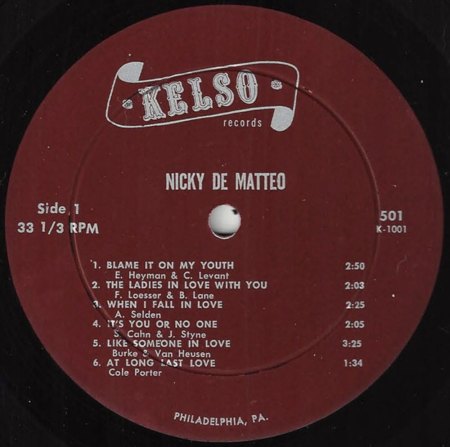 KELSO
records
NICKY DE MATTEO
Side 1
33 1/3 RPM
501
K-1001
1. BLAME IT ON MY YOUTH 2:50
E. Heyman & C. Levant
2. THE LADIES IN LOVE WITH YOU 2:03
F. Loesser & B. Lane
3. WHEN I FALL IN LOVE 2:25
A. Selden
4. IT'S YOU OR NO ONE 2:05
S. Cahn & J. Styne
5. LIKE SOMEONE IN LOVE 3:25
Burke & Van Heusen
6. AT LONG LAST LOVE 1:34
Cole Porter
PHILADELPHIA, PA.